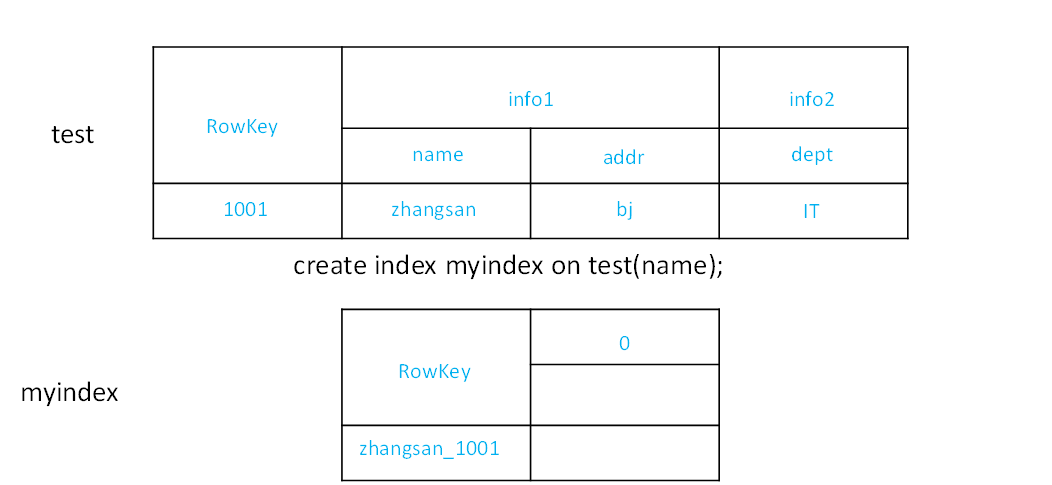 info1 info2
test RowKey
name addr dept
1001 zhangsan bj IT
create index myindex on test(name);
0
RowKey
myindex
zhangsan_1001